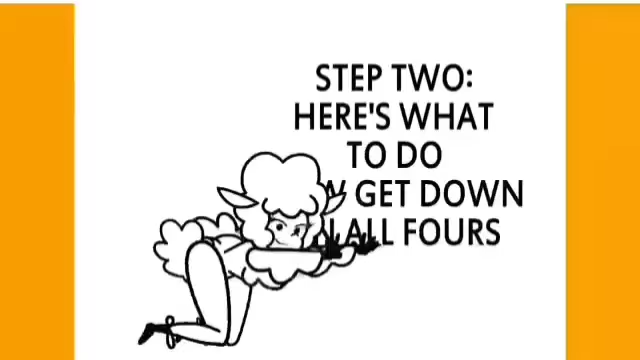 STEP TWO:
HERE'S WHAT
TO DO
GET DOWN
ALL FOURS